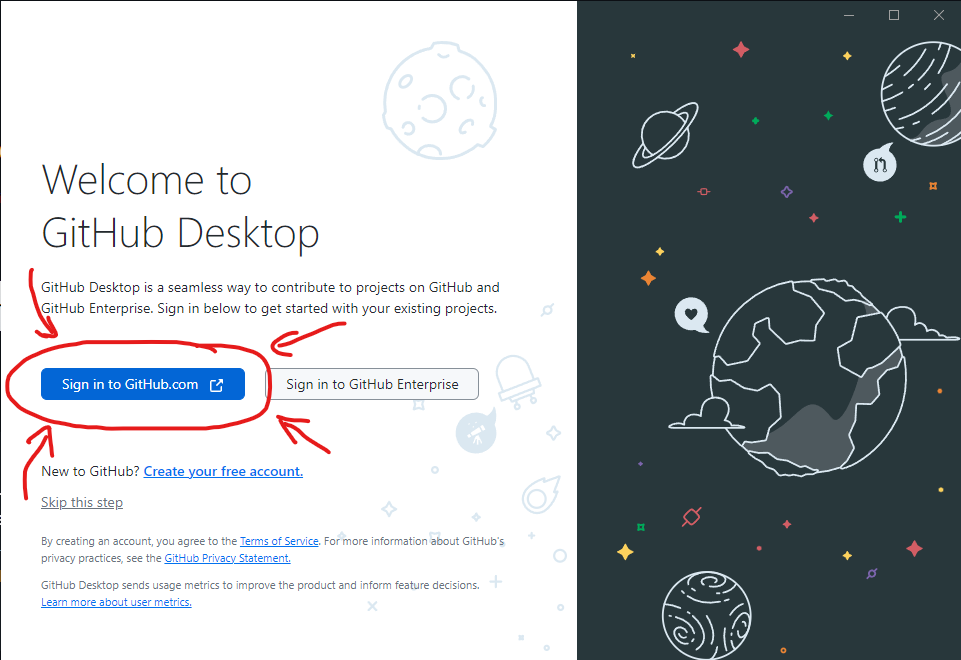 Welcome to
GitHub Desktop
GitHub Desktop is a seamless way to contribute to projects on GitHub and
GitHub Enterprise. Sign in below to get started with your existing projects.
Sign in to GitHub.com
Sign in to GitHub Enterprise
New to GitHub? Create your free account.
Skip this step
By creating an account, you agree to the Terms of Service. For more information about GitHub's
privacy practices, see the GitHub Privacy Statement.
GitHub Desktop sends usage metrics to improve the product and inform feature decisions.
Learn more about user metrics.